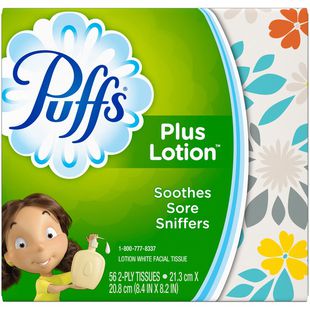 Puffs
Plus
Lotion™
Soothes
Sore
Sniffers
1-800-777-8337
LOTION WHITE FACIAL TISSUE
56 2-PLY TISSUES • 21.3 cm X
20.8 cm (8.4 IN X 8.2 IN)